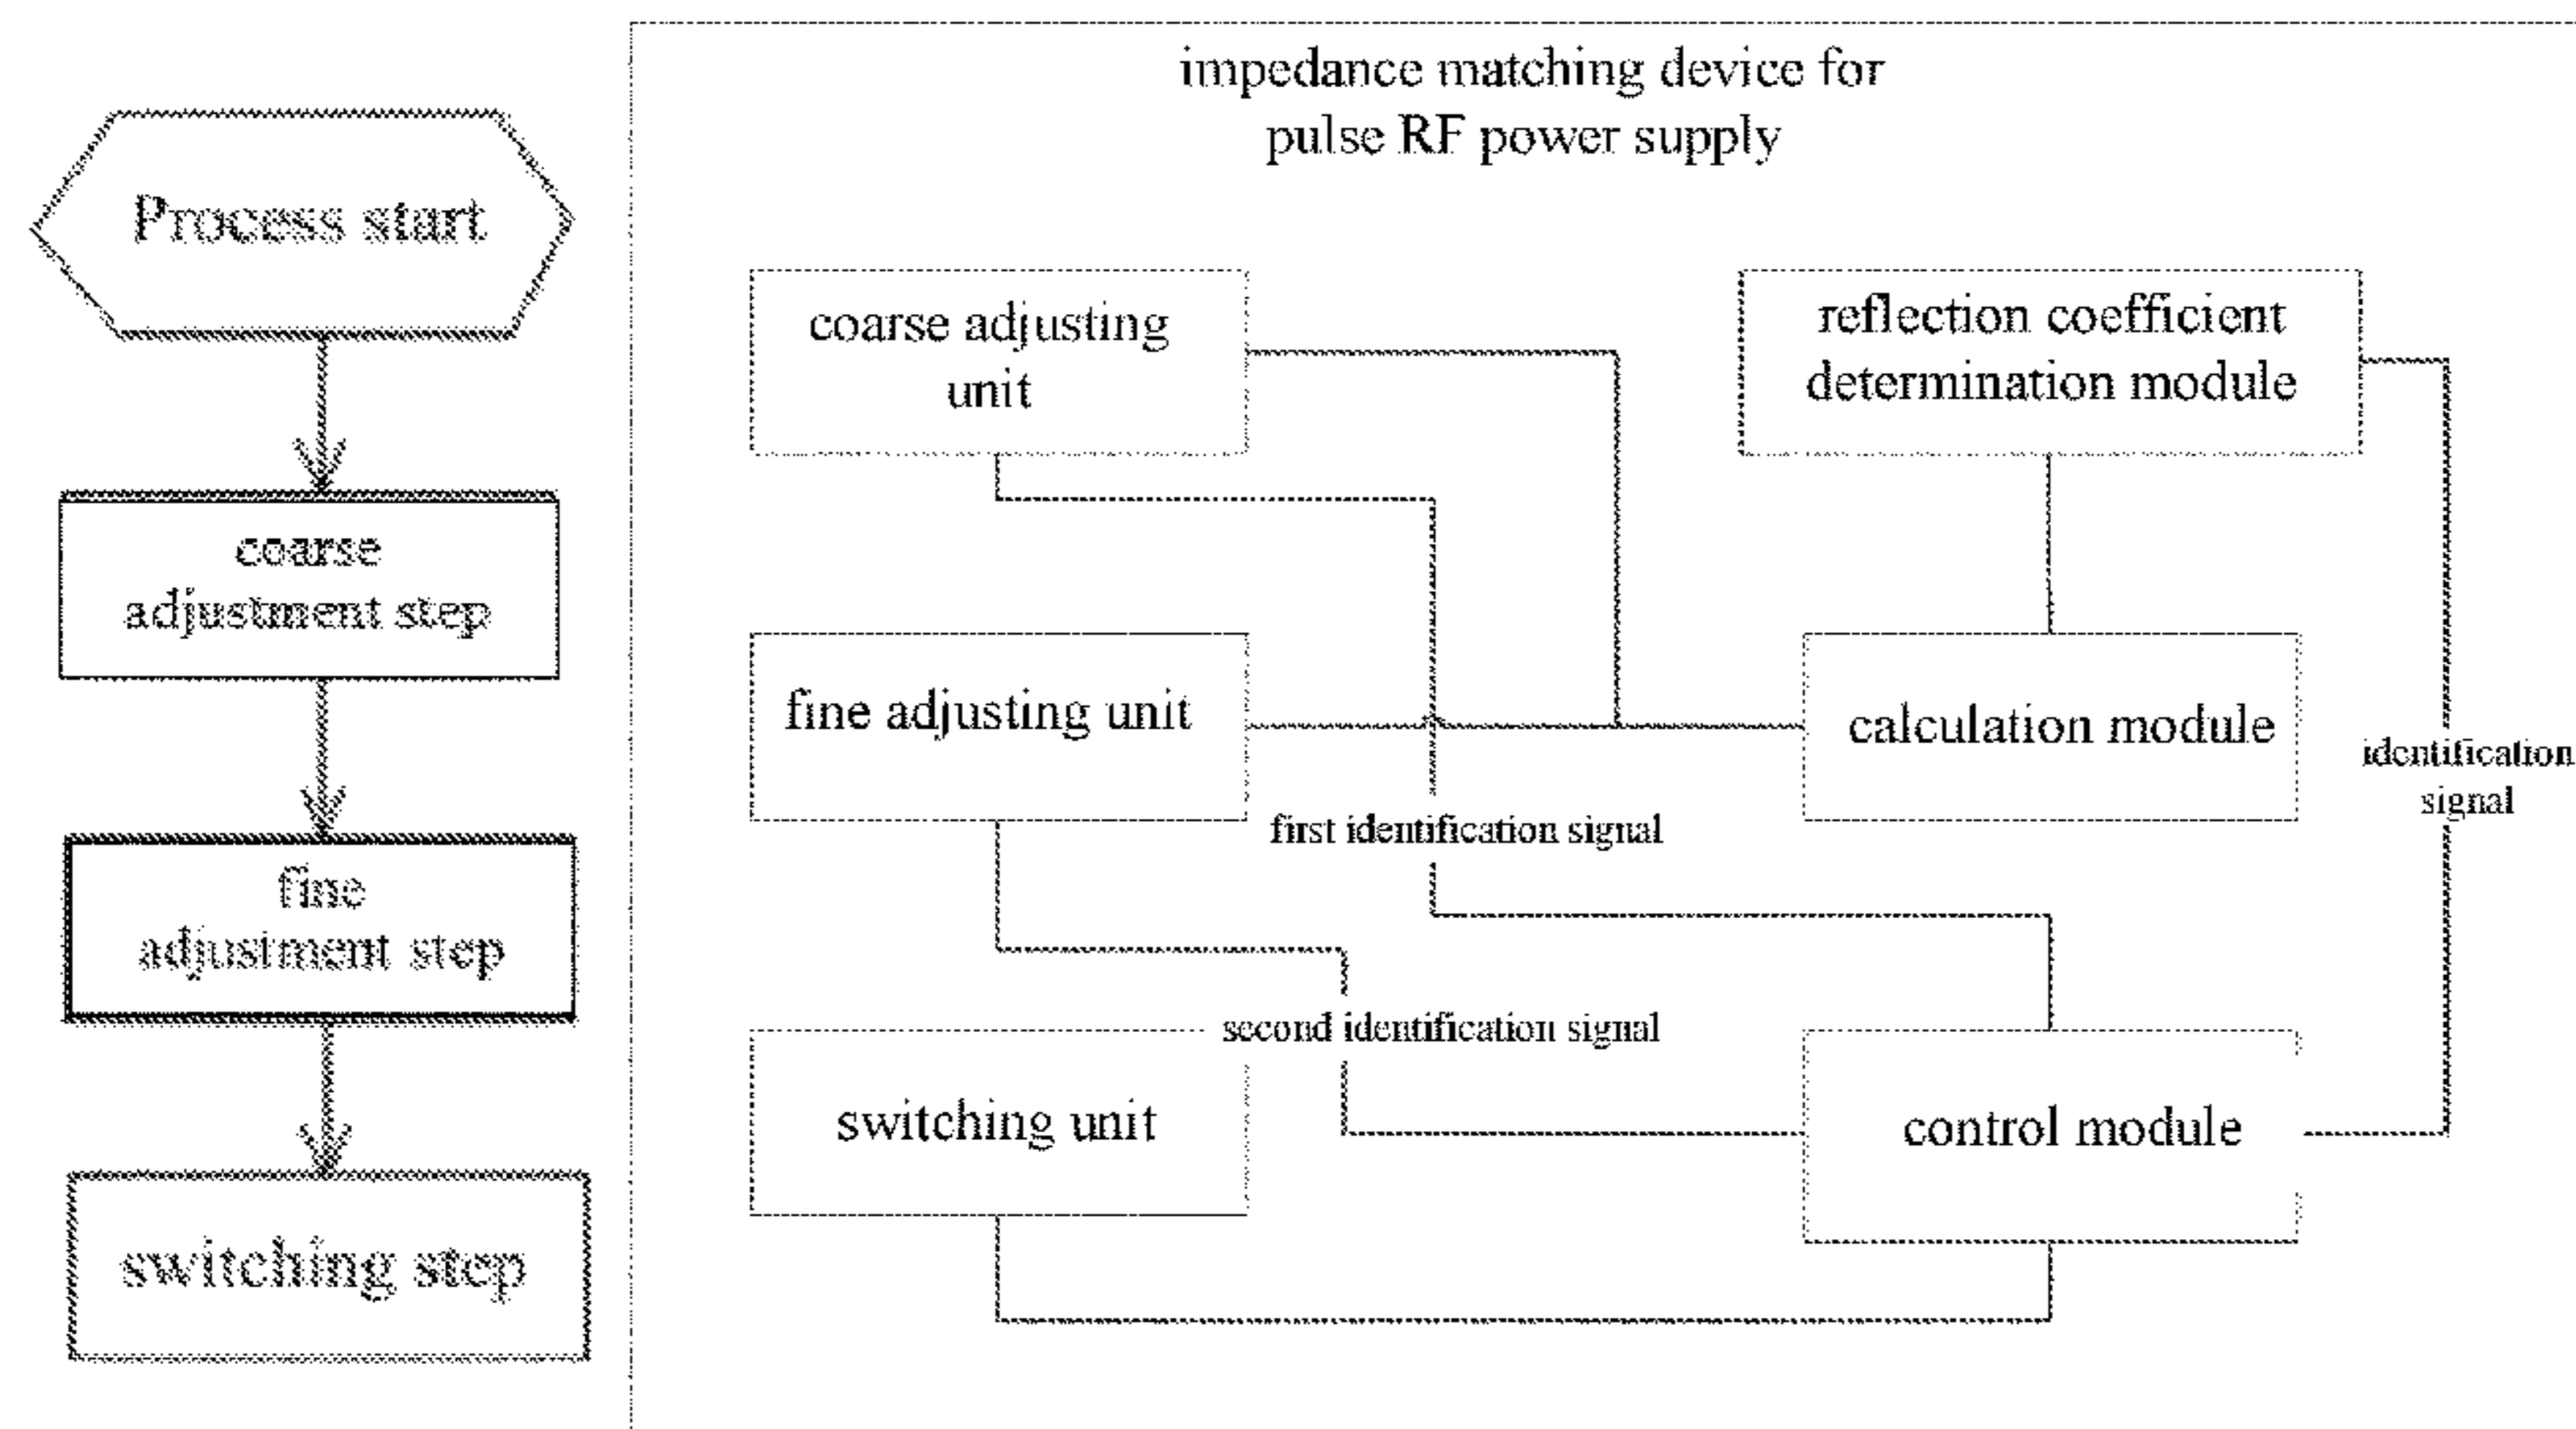 Process start
coarse
adjustment step
fine
adjustment step
switching step
impedance matching device for
pulse RF power supply
coarse adjusting
unit
reflection coefficient
determination module
fine adjusting unit
calculation module
identification
signal
first identification signal
second identification signal
switching unit
control module